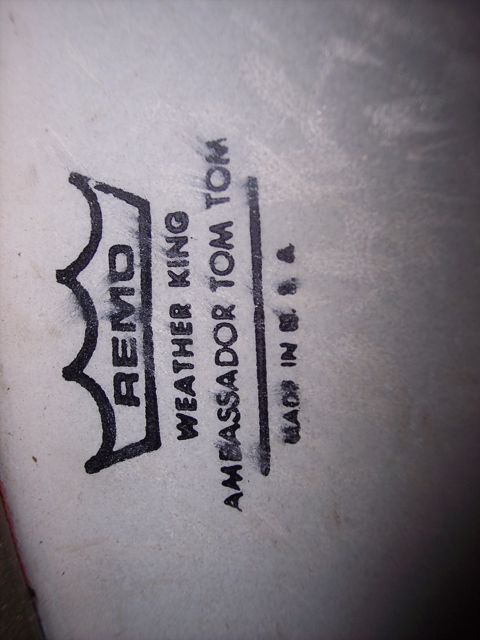 REMO
WEATHER KING
AMBASSADOR TOM TOM
MADE IN U. S. A